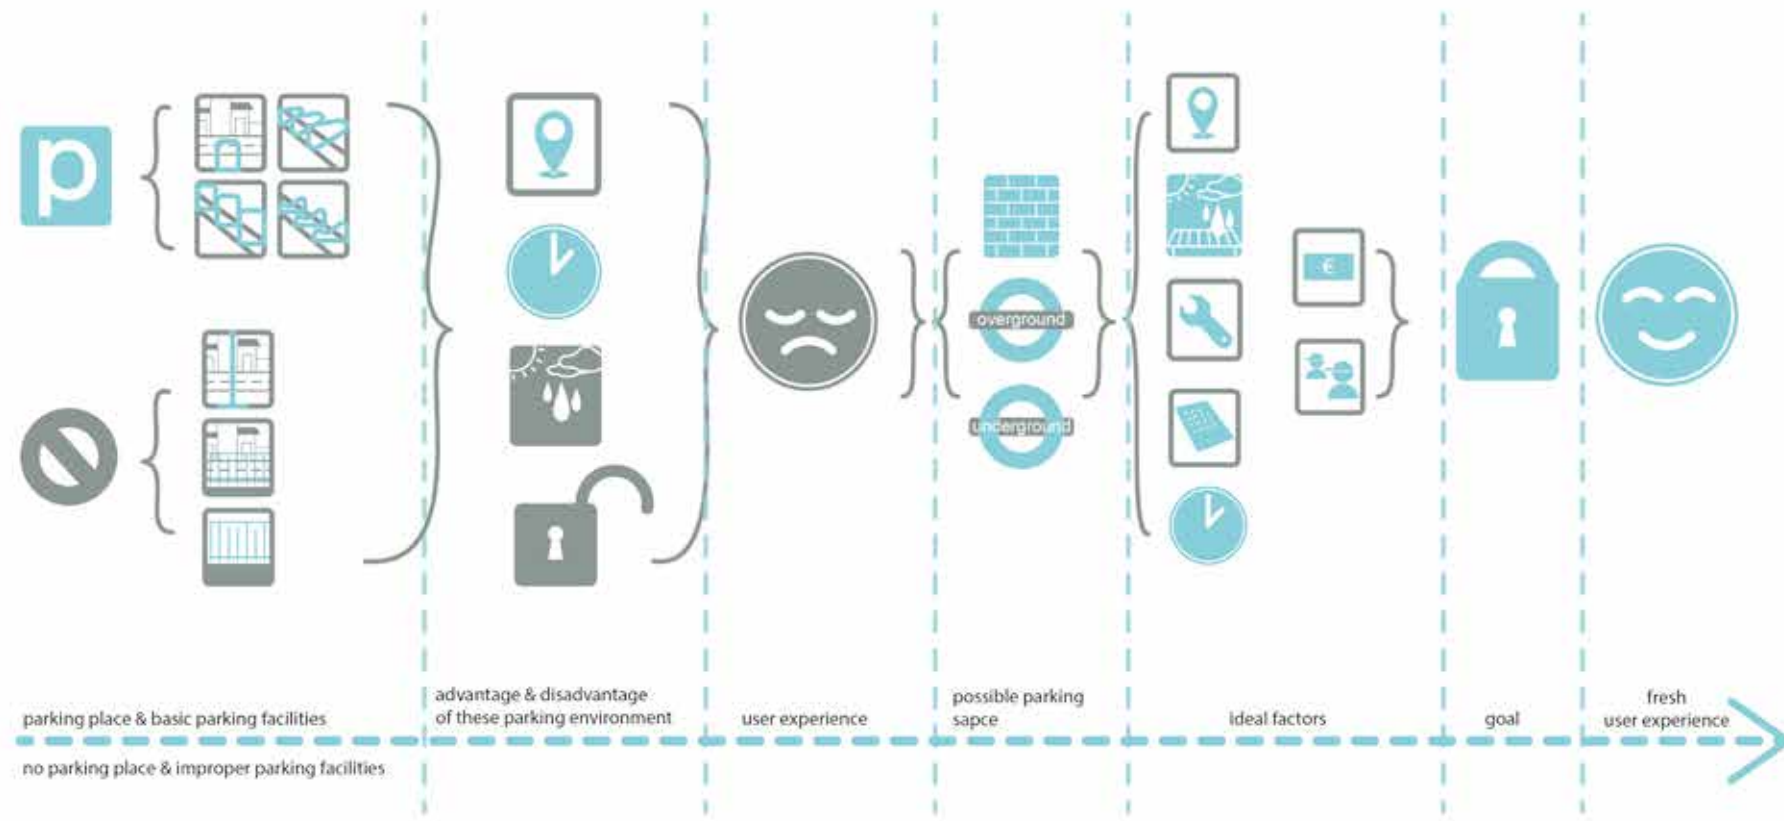 p
overground
underground
€
parking place & basic parking facilities
advantage & disadvantage
of these parking environment
user experience
possible parking
sapce
ideal factors
goal
fresh
user experience
no parking place & improper parking facilities